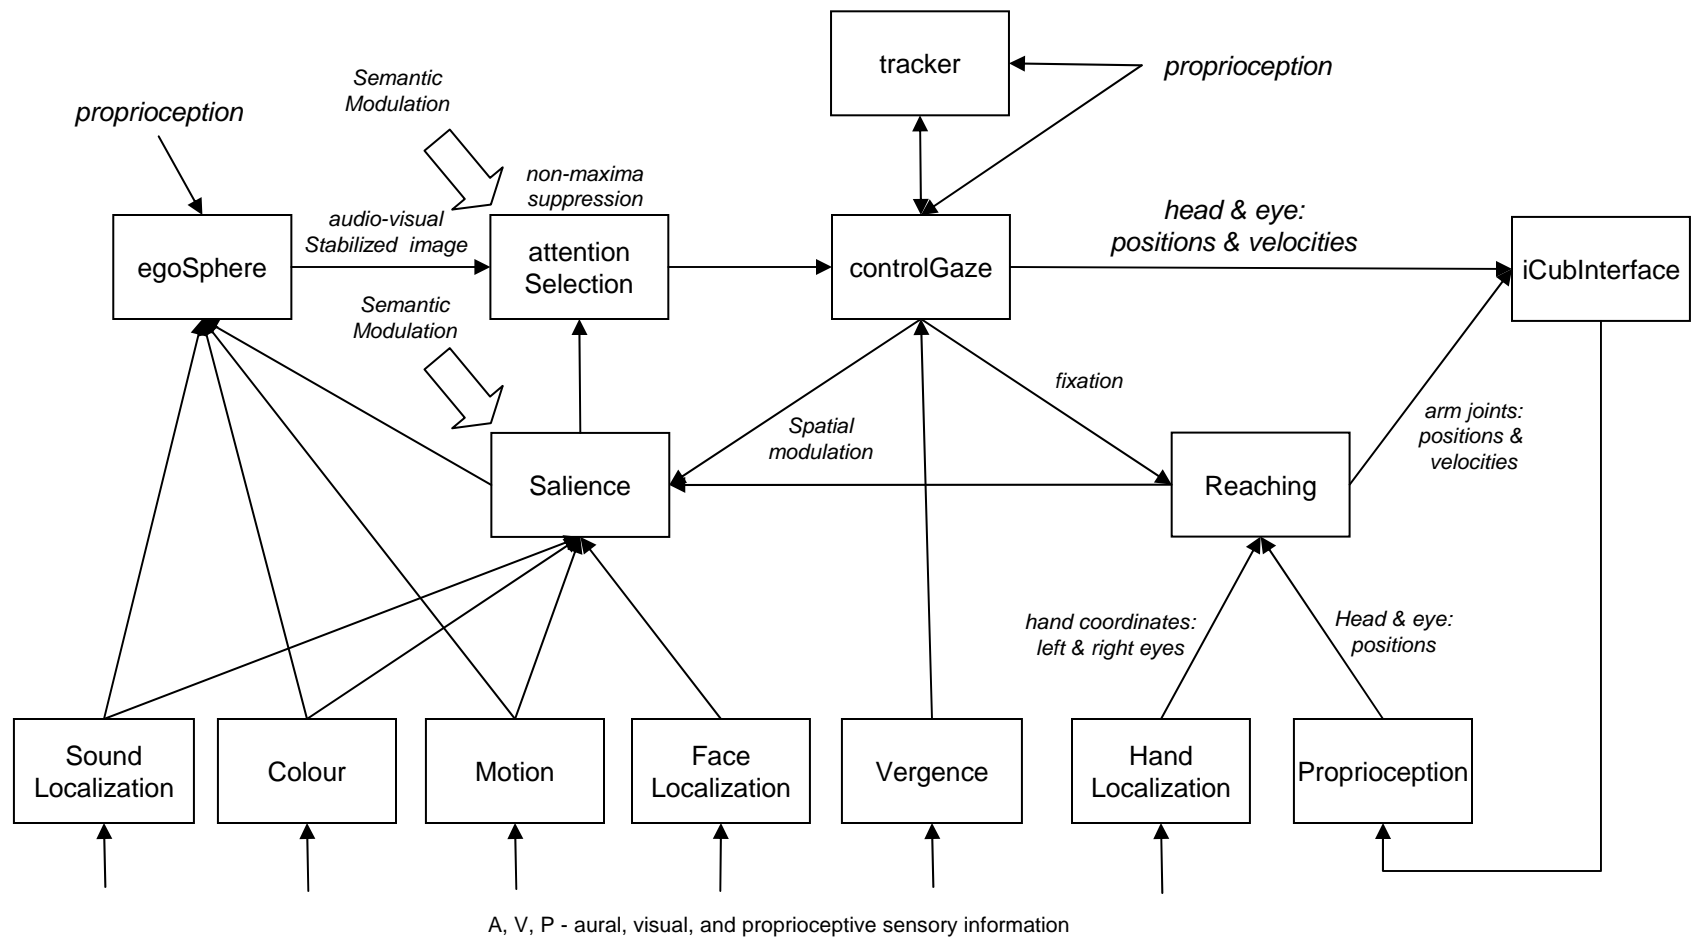 tracker
proprioception
Semantic
Modulation
proprioception
non-maxima
suppression
audio-visual
Stabilized image
head & eye:
positions & velocities
egoSphere
attention
Selection
controlGaze
iCubInterface
Semantic
Modulation
fixation
Spatial
modulation
arm joints:
positions &
velocities
Salience
Reaching
hand coordinates:
left & right eyes
Head & eye:
positions
Sound
Localization
Colour
Motion
Face
Localization
Vergence
Hand
Localization
Proprioception
A, V, P - aural, visual, and proprioceptive sensory information